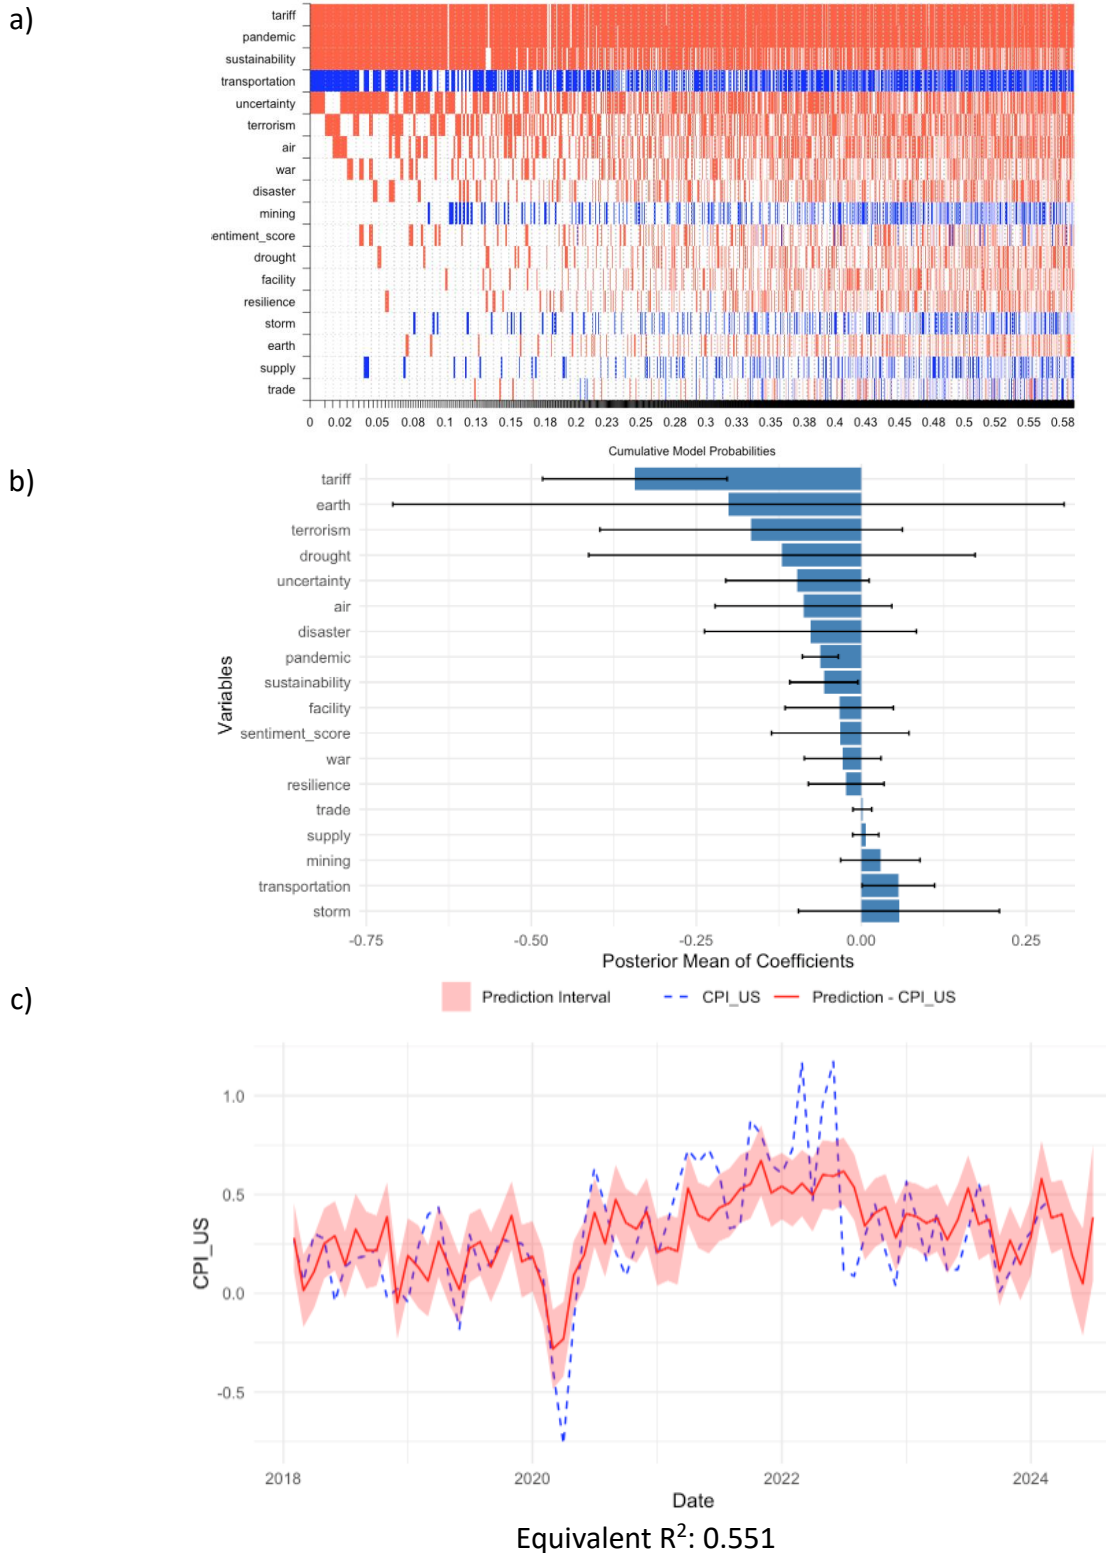 a)
tariff
pandemic
sustainability
transportation
uncertainty
terrorism
air
war
disaster
mining
sentiment_score
drought
facility
resilience
storm
earth
supply
trade
0 0.02 0.05 0.08 0.1 0.13 0.15 0.18 0.2 0.23 0.25 0.28 0.3 0.33 0.35 0.38 0.4 0.43 0.45 0.48 0.5 0.53 0.55 0.58
Cumulative Model Probabilities
b)
tariff
earth
terrorism
drought
uncertainty
air
disaster
pandemic
sustainability
facility
sentiment_score
war
resilience
trade
supply
mining
transportation
storm
Variables
-0.75 -0.50 -0.25 0.00 0.25
Posterior Mean of Coefficients
c)
Prediction Interval CPI_US Prediction - CPI_US
1.0
0.5
0.0
-0.5
CPI_US
2018 2020 2022 2024
Date
Equivalent R²: 0.551